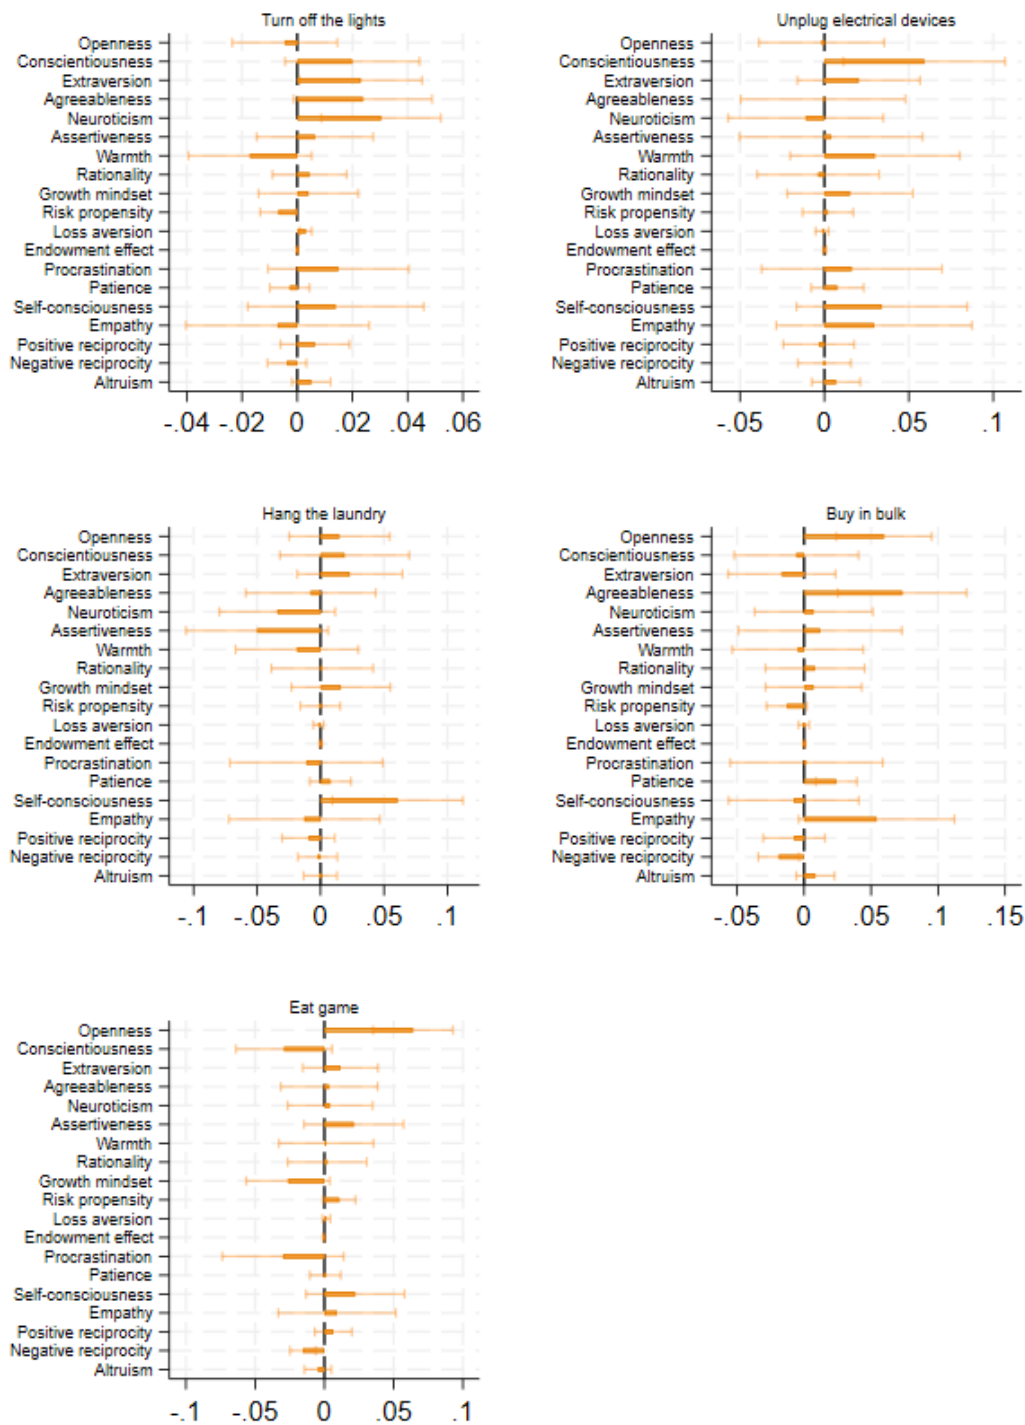 Turn off the lights
Openness
Conscientiousness
Extraversion
Agreeableness
Neuroticism
Assertiveness
Warmth
Rationality
Growth mindset
Risk propensity
Loss aversion
Endowment effect
Procrastination
Patience
Self-consciousness
Empathy
Positive reciprocity
Negative reciprocity
Altruism
-.04 -.02 0 .02 .04 .06
Unplug electrical devices
Openness
Conscientiousness
Extraversion
Agreeableness
Neuroticism
Assertiveness
Warmth
Rationality
Growth mindset
Risk propensity
Loss aversion
Endowment effect
Procrastination
Patience
Self-consciousness
Empathy
Positive reciprocity
Negative reciprocity
Altruism
-.05 0 .05 .1
Hang the laundry
Openness
Conscientiousness
Extraversion
Agreeableness
Neuroticism
Assertiveness
Warmth
Rationality
Growth mindset
Risk propensity
Loss aversion
Endowment effect
Procrastination
Patience
Self-consciousness
Empathy
Positive reciprocity
Negative reciprocity
Altruism
-.1 -.05 0 .05 .1
Buy in bulk
Openness
Conscientiousness
Extraversion
Agreeableness
Neuroticism
Assertiveness
Warmth
Rationality
Growth mindset
Risk propensity
Loss aversion
Endowment effect
Procrastination
Patience
Self-consciousness
Empathy
Positive reciprocity
Negative reciprocity
Altruism
-.05 0 .05 .1 .15
Eat game
Openness
Conscientiousness
Extraversion
Agreeableness
Neuroticism
Assertiveness
Warmth
Rationality
Growth mindset
Risk propensity
Loss aversion
Endowment effect
Procrastination
Patience
Self-consciousness
Empathy
Positive reciprocity
Negative reciprocity
Altruism
-.1 -.05 0 .05 .1